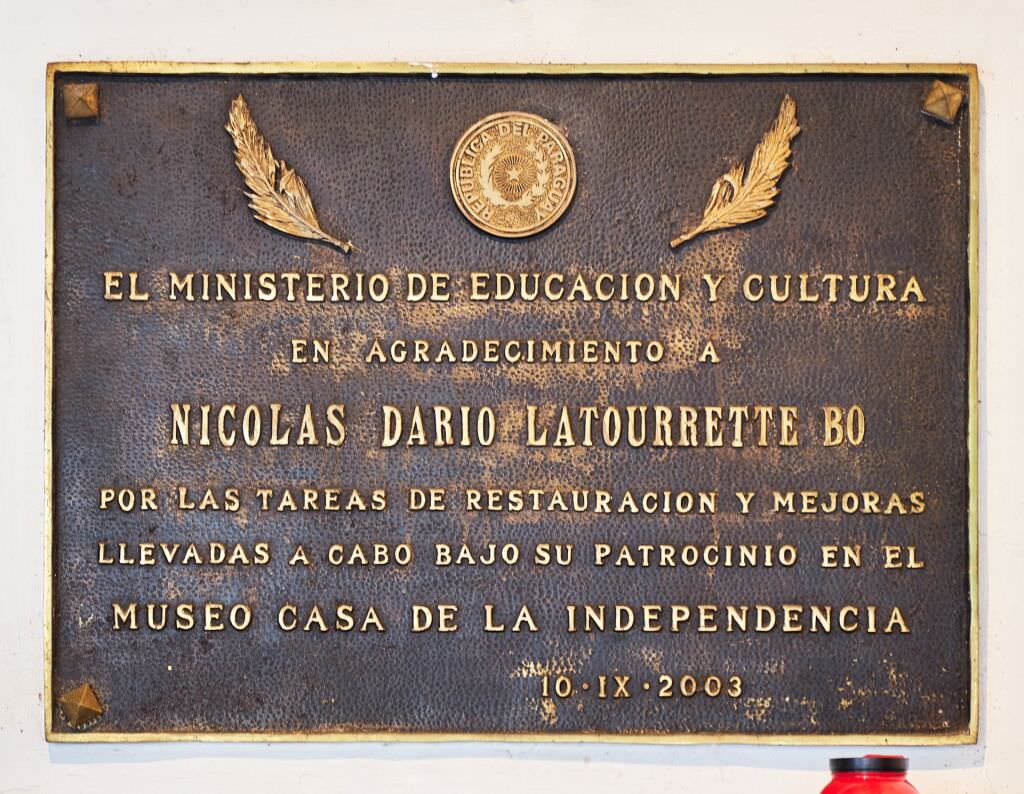 REPUBLICA DEL PARAGUAY
EL MINISTERIO DE EDUCACION Y CULTURA
EN AGRADECIMIENTO A
NICOLAS DARIO LATOURRETTE BO
POR LAS TAREAS DE RESTAURACION Y MEJORAS
LLEVADAS A CABO BAJO SU PATROCINIO EN EL
MUSEO CASA DE LA INDEPENDENCIA
10·IX·2003